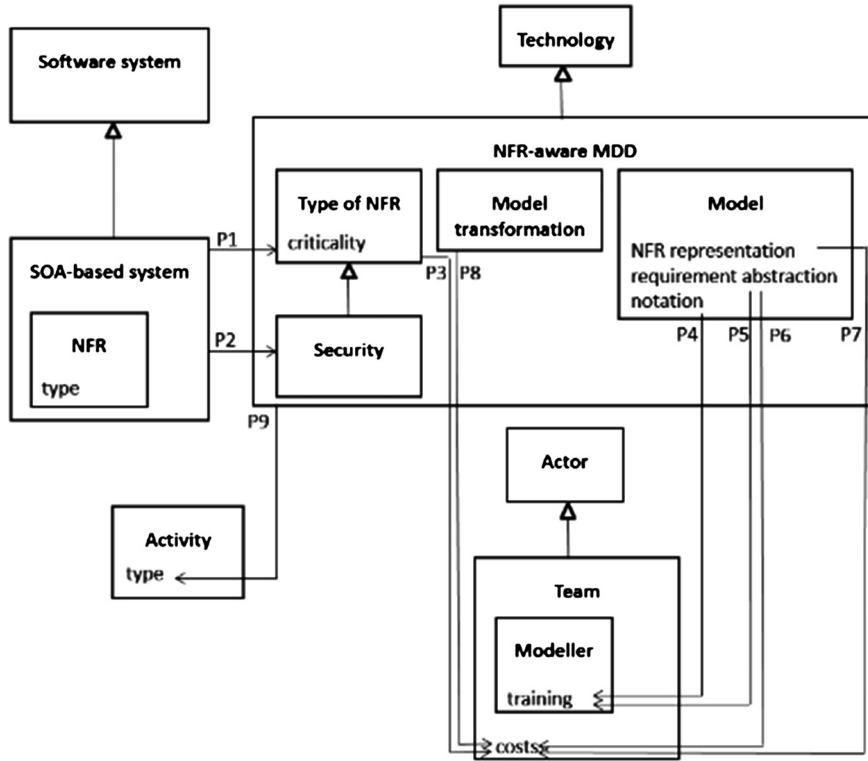 Technology
Software system
NFR-aware MDD
Type of NFR
criticality
Model
transformation
Model
NFR representation
requirement abstraction
notation
P1
SOA-based system
P3
P8
NFR
type
P2
Security
P4
P5
P6
P7
P9
Actor
Activity
type
Team
Modeller
training
costs